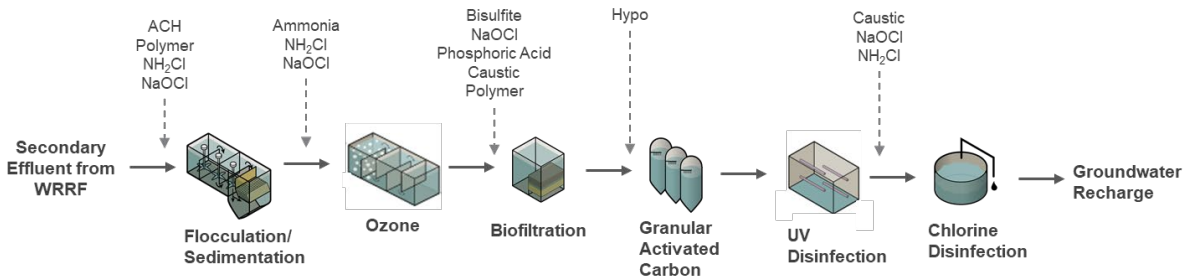 ACH
Polymer
NH₂Cl
NaOCl
Ammonia
NH₂Cl
NaOCl
Bisulfite
NaOCl
Phosphoric Acid
Caustic
Polymer
Hypo
Caustic
NaOCl
NH₂Cl
Secondary
Effluent from
WRRF
Flocculation/
Sedimentation
Ozone
Biofiltration
Granular
Activated
Carbon
UV
Disinfection
Chlorine
Disinfection
Groundwater
Recharge